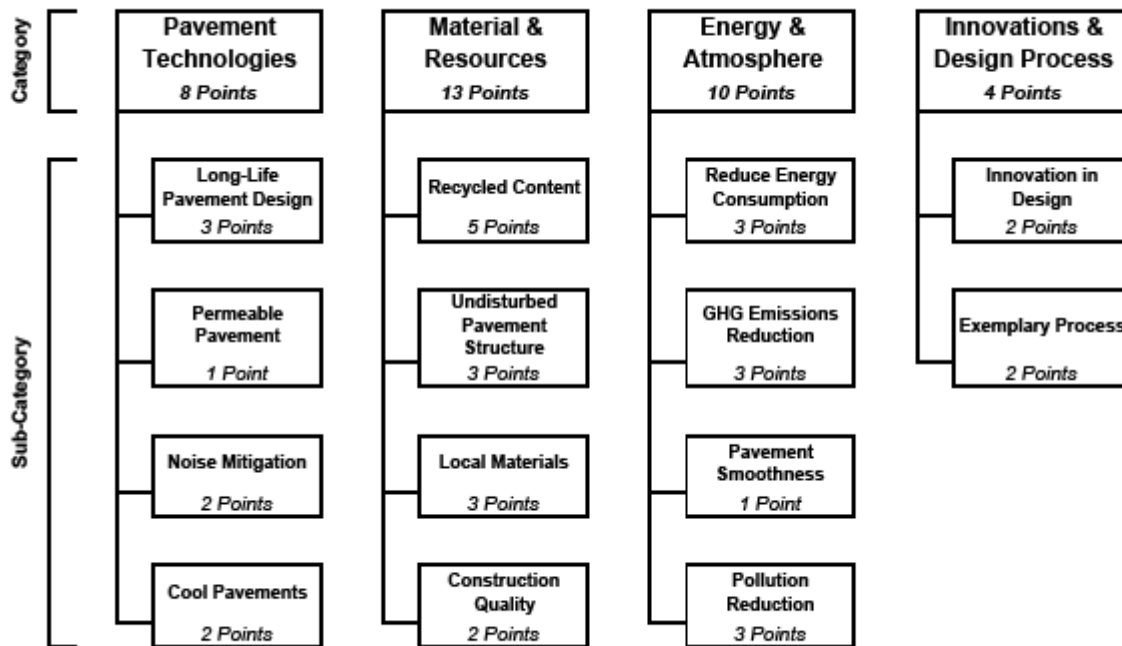 Category
Pavement
Technologies
8 Points
Material &
Resources
13 Points
Energy &
Atmosphere
10 Points
Innovations &
Design Process
4 Points
Sub-Category
Long-Life
Pavement Design
3 Points
Permeable
Pavement
1 Point
Noise Mitigation
2 Points
Cool Pavements
2 Points
Recycled Content
5 Points
Undisturbed
Pavement
Structure
3 Points
Local Materials
3 Points
Construction
Quality
2 Points
Reduce Energy
Consumption
3 Points
GHG Emissions
Reduction
3 Points
Pavement
Smoothness
1 Point
Pollution
Reduction
3 Points
Innovation in
Design
2 Points
Exemplary Process
2 Points